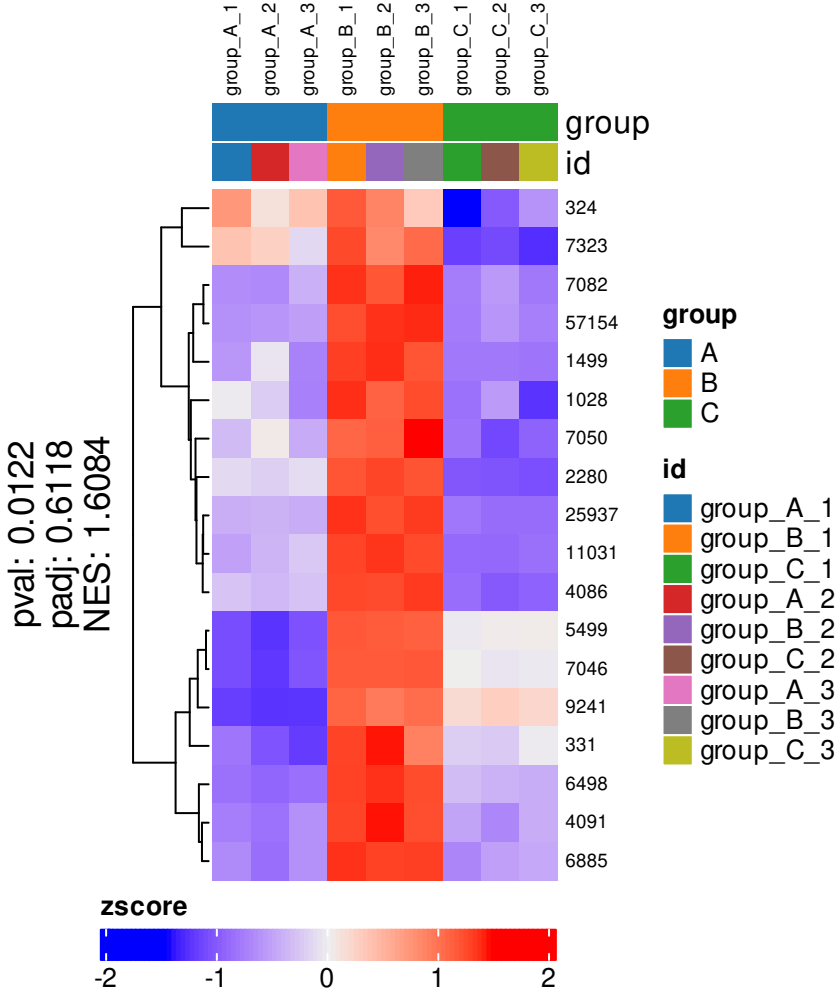 group_A_1
group_A_2
group_A_3
group_B_1
group_B_2
group_B_3
group_C_1
group_C_2
group_C_3
group
id
324
7323
7082
57154
1499
1028
7050
2280
25937
11031
4086
5499
7046
9241
331
6498
4091
6885
pval: 0.0122
padj: 0.6118
NES: 1.6084
group
A
B
C
id
group_A_1
group_B_1
group_C_1
group_A_2
group_B_2
group_C_2
group_A_3
group_B_3
group_C_3
zscore
-2 -1 0 1 2